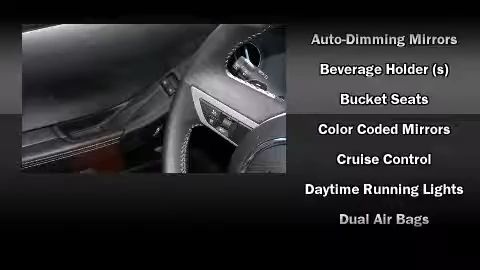 Auto-Dimming Mirrors
Beverage Holder (s)
Bucket Seats
Color Coded Mirrors
Cruise Control
Daytime Running Lights
Dual Air Bags